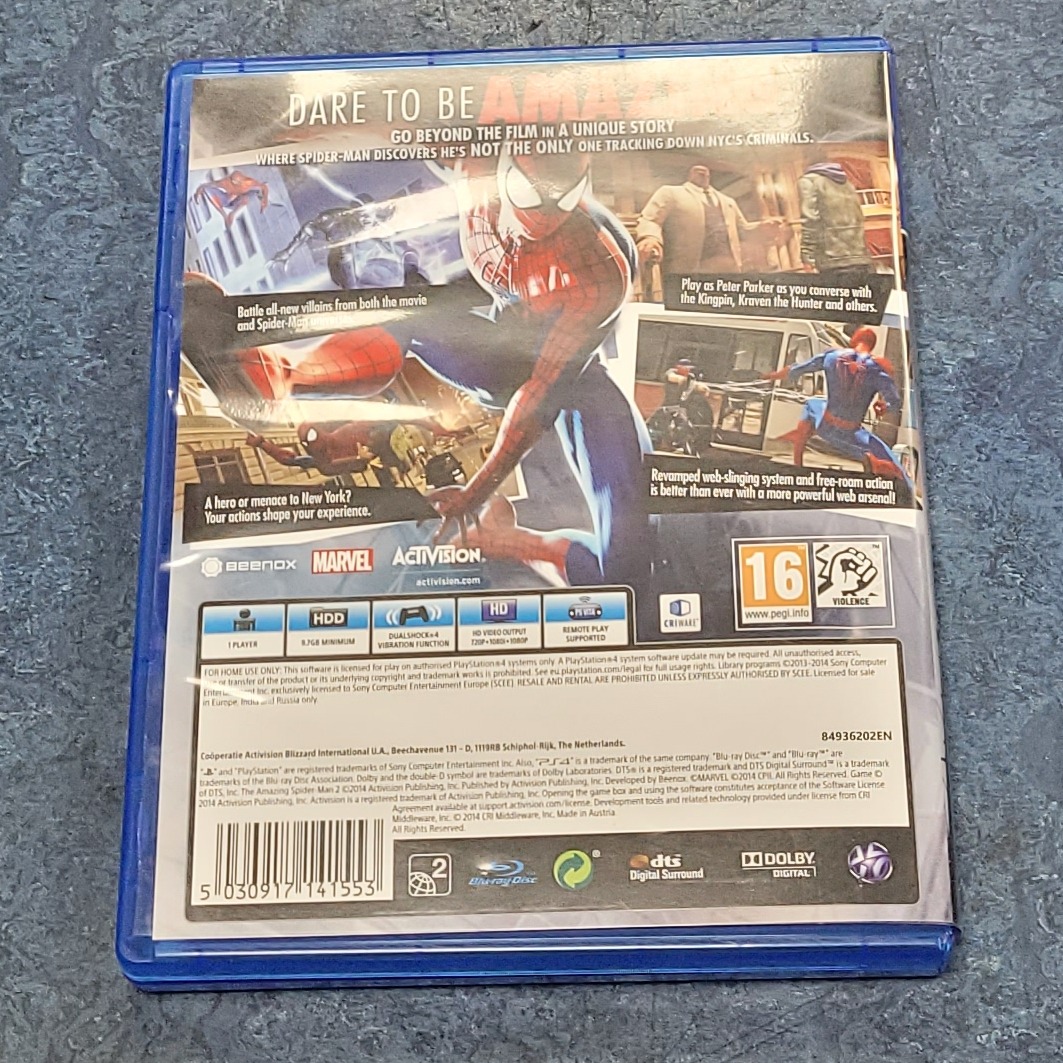 DARE TO BE AMAZING
GO BEYOND THE FILM IN A UNIQUE STORY
WHERE SPIDER-MAN DISCOVERS HE'S NOT THE ONLY ONE TRACKING DOWN NYC'S CRIMINALS.
Battle all-new villains from both the movie
and Spider-Man
Play as Peter Parker as you converse with
the Kingpin, Kraven the Hunter and others.
A hero or menace to New York?
Your actions shape your experience.
Revamped web-slinging system and free-roam action
is better than ever with a more powerful web arsenal!
BEENOX MARVEL ACTIVISION.
activision.com
16
www.pegi.info
VIOLENCE
1 PLAYER
HDD
9.7GB MINIMUM
DUALSHOCK®4
VIBRATION FUNCTION
HD
HD VIDEO OUTPUT
720P•1080i•1080P
PS VITA
REMOTE PLAY
SUPPORTED
CRIWARE
FOR HOME USE ONLY: This software is licensed for play on authorised PlayStation®4 systems only. A PlayStation®4 system software update may be required. All unauthorised access,
or transfer of the product or its underlying copyright and trademark works is prohibited. See eu.playstation.com/legal for full usage rights. Library programs ©2013-2014 Sony Computer
Entertainment Inc. exclusively licensed to Sony Computer Entertainment Europe (SCEE). RESALE AND RENTAL ARE PROHIBITED UNLESS EXPRESSLY AUTHORISED BY SCEE. Licensed for sale
in Europe, India and Russia only.
84936202EN
Coöperatie Activision Blizzard International U.A., Beechavenue 131 - D, 1119RB Schiphol-Rijk, The Netherlands.
" " and "PlayStation" are registered trademarks of Sony Computer Entertainment Inc. Also, "PS4" is a trademark of the same company. "Blu-ray Disc™" and "Blu-ray™" are
trademarks of the Blu-ray Disc Association. Dolby and the double-D symbol are trademarks of Dolby Laboratories. DTS® is a registered trademark and DTS Digital Surround™ is a trademark
of DTS, Inc. The Amazing Spider-Man 2 ©2014 Activision Publishing, Inc. Published by Activision Publishing, Inc. Developed by Beenox. ©MARVEL ©2014 CPII. All Rights Reserved. Game ©
2014 Activision Publishing, Inc. Activision is a registered trademark of Activision Publishing, Inc. Opening the game box and using the software constitutes acceptance of the Software License
Agreement available at support.activision.com/license. Development tools and related technology provided under license from CRI
Middleware, Inc. © 2014 CRI Middleware, Inc. Made in Austria.
All Rights Reserved.
5 030917 141553
2
Blu-ray Disc
dts
Digital Surround
DOLBY
DIGITAL